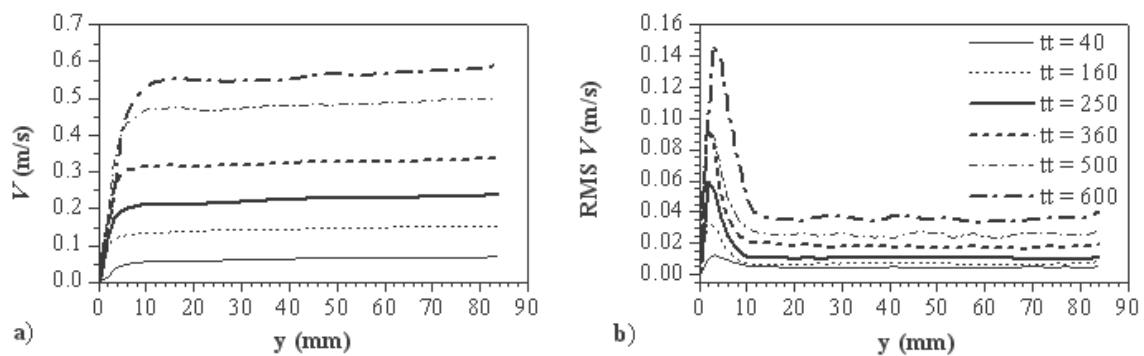 0.7
0.6
0.5
0.4
0.3
0.2
0.1
0.0
V (m/s)
0 10 20 30 40 50 60 70 80 90
y (mm)
a)
0.16
0.14
0.12
0.10
0.08
0.06
0.04
0.02
0.00
RMS V (m/s)
tt = 40
tt = 160
tt = 250
tt = 360
tt = 500
tt = 600
0 10 20 30 40 50 60 70 80 90
y (mm)
b)